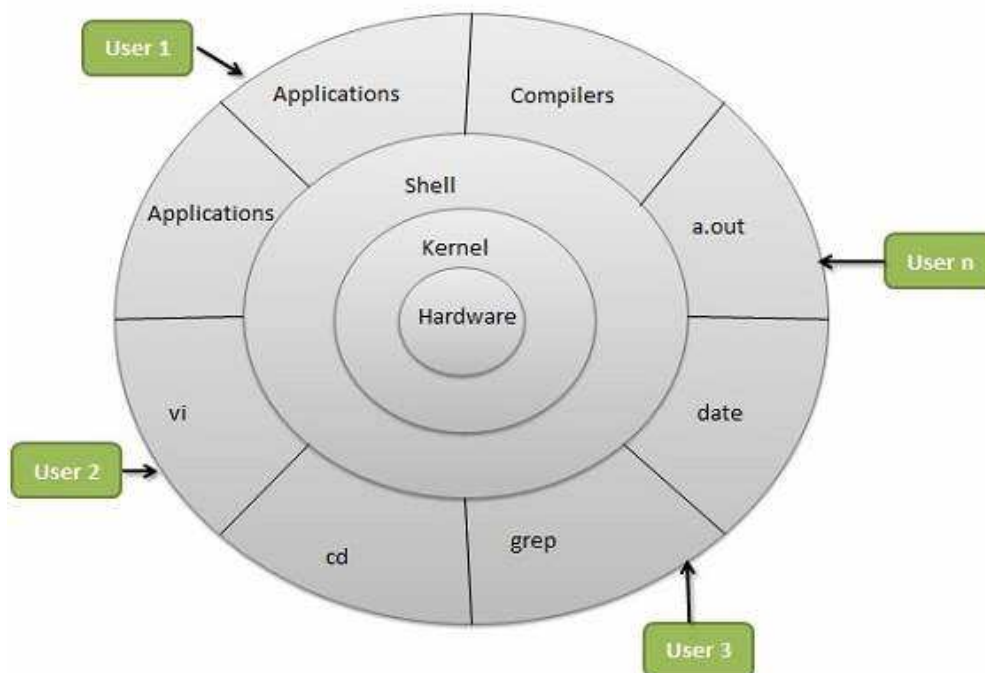 User 1
Applications
Compilers
Shell
Applications
a.out
Kernel
User n
Hardware
vi
date
User 2
grep
cd
User 3